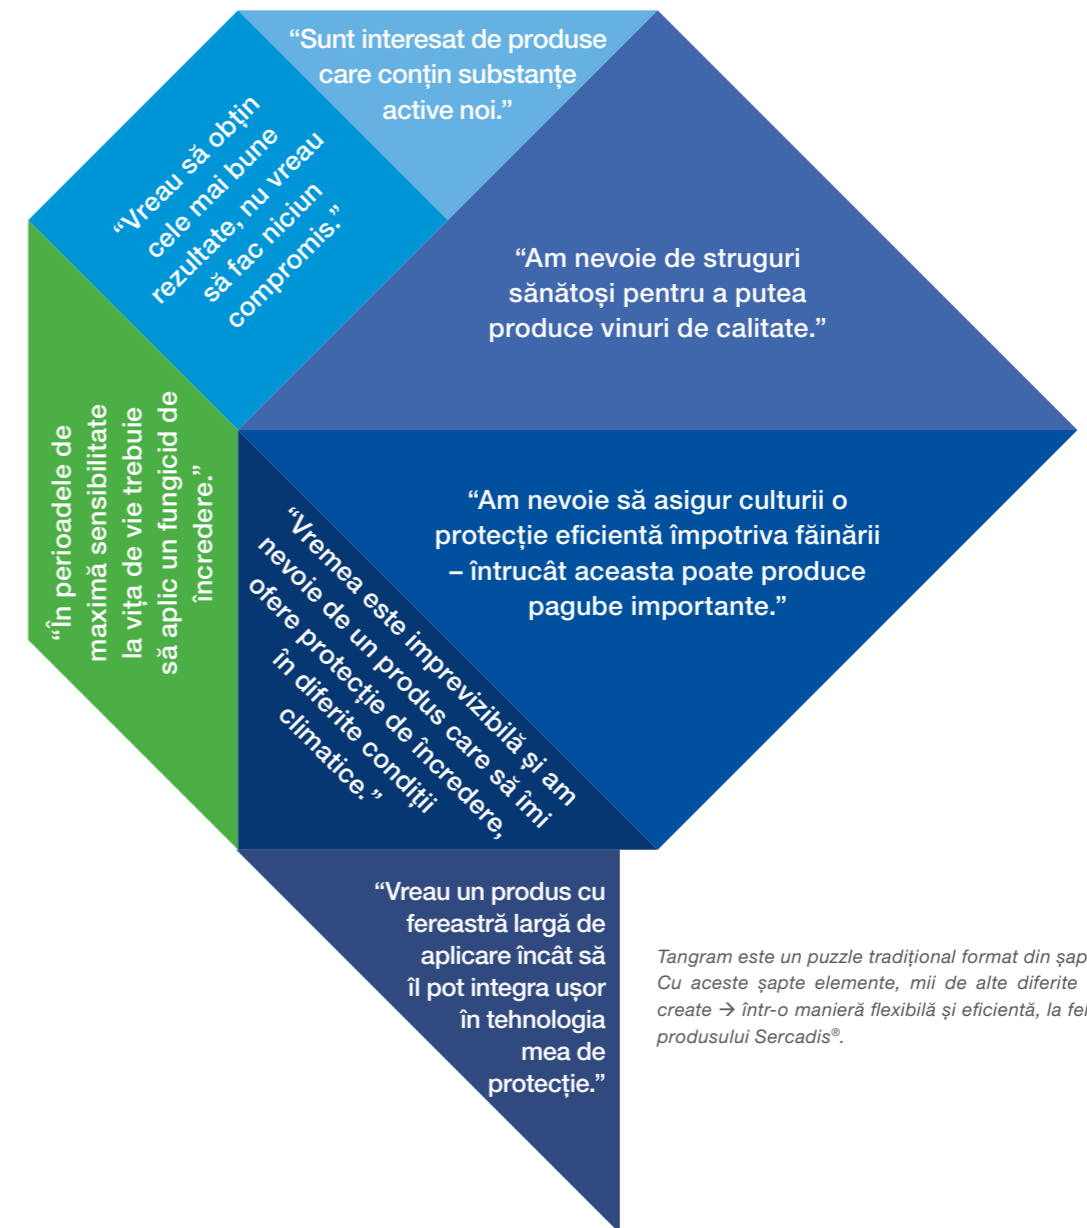 “Sunt interesat de produse
care conțin substanțe
active noi.”
“Vreau să obțin
cele mai bune
rezultate, nu vreau
să fac niciun
compromis.”
“Am nevoie de struguri
sănătoși pentru a putea
produce vinuri de calitate.”
“În perioadele de
maximă sensibilitate
la vița de vie trebuie
să aplic un fungicid de
încredere.”
“Am nevoie să asigur culturii o
protecție eficientă împotriva făinării
– întrucât aceasta poate produce
pagube importante.”
“Vremea este imprevizibilă și am
nevoie de un produs care să îmi
ofere protecție de încredere,
în diferite condiții
climatice.”
“Vreau un produs cu
fereastră largă de
aplicare încât să
îl pot integra ușor
în tehnologia
mea de
protecție.”
Tangram este un puzzle tradițional format din șap
Cu aceste șapte elemente, mii de alte diferite
create → într-o manieră flexibilă și eficientă, la fel
produsului Sercadis®.